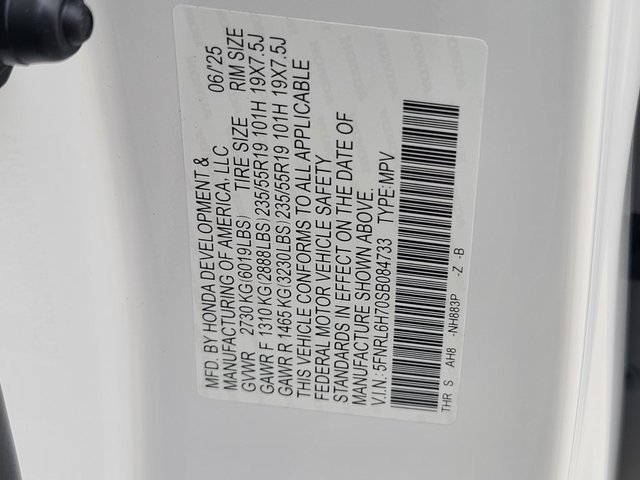 MFD. BY HONDA DEVELOPMENT &
MANUFACTURING OF AMERICA, LLC 06/'25
GVWR 2730 KG(6019LBS) TIRE SIZE RIM SIZE
GAWR F 1310 KG(2888LBS)235/55R19 101H 19X7.5J
GAWR R 1465 KG(3230LBS)235/55R19 101H 19X7.5J
THIS VEHICLE CONFORMS TO ALL APPLICABLE
FEDERAL MOTOR VEHICLE SAFETY
STANDARDS IN EFFECT ON THE DATE OF
MANUFACTURE SHOWN ABOVE.
V.I.N.: 5FNRL6H70SB084733 TYPE: MPV
THR S AH8 -NH883P -Z -B